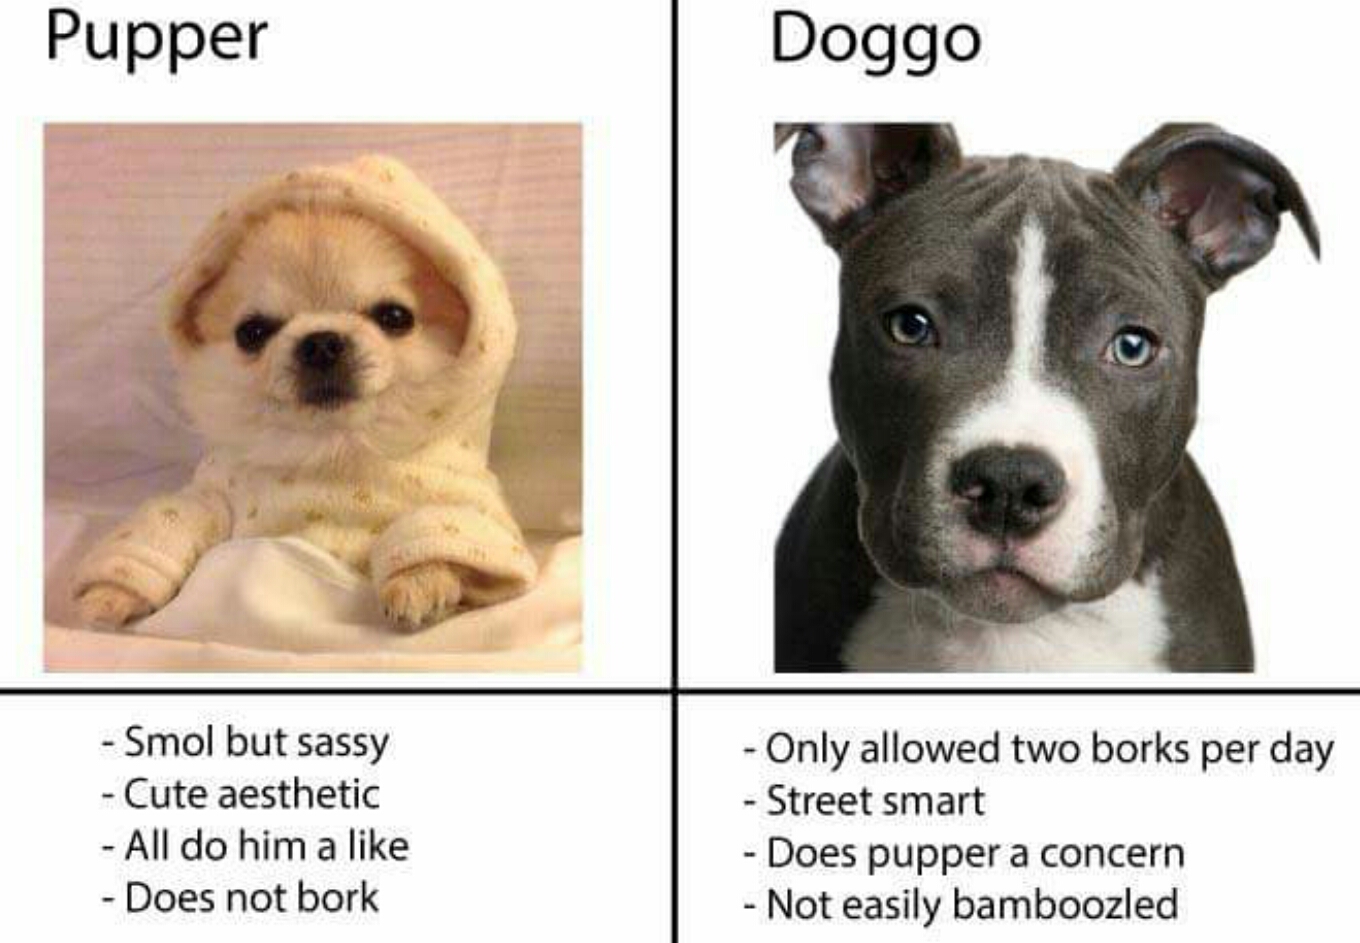 Pupper
Doggo
- Smol but sassy
- Cute aesthetic
- All do him a like
- Does not bork
- Only allowed two borks per day
- Street smart
- Does pupper a concern
- Not easily bamboozled